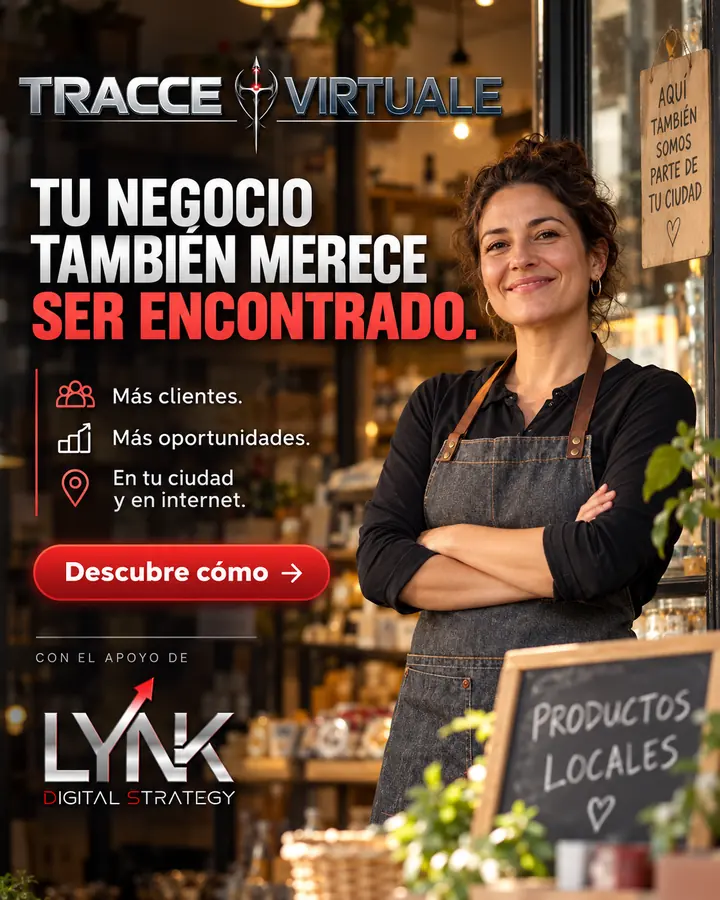 TRACCE VIRTUALE
TU NEGOCIO
TAMBIÉN MERECE
SER ENCONTRADO.
Más clientes.
Más oportunidades.
En tu ciudad
y en internet.
Descubre cómo →
CON EL APOYO DE
LYNK
DIGITAL STRATEGY
AQUÍ
TAMBIÉN
SOMOS
PARTE DE
TU CIUDAD
PRODUCTOS
LOCALES